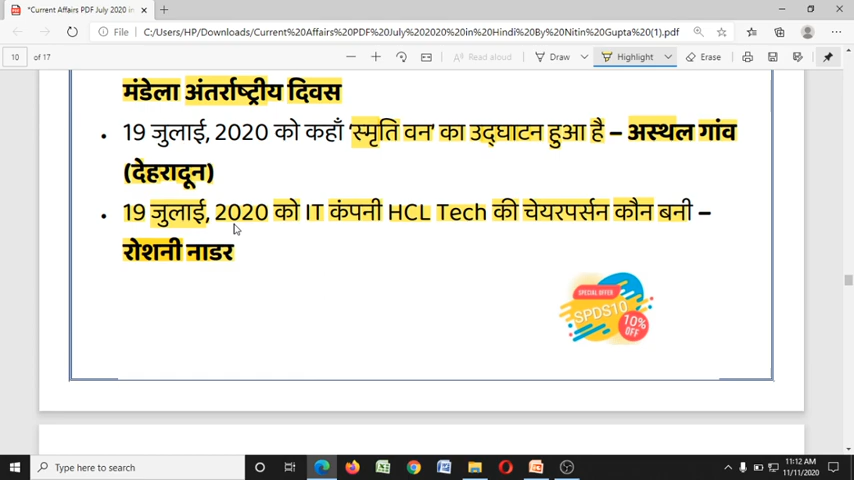 *Current Affairs PDF July 2020 in
File
C:/Users/HP/Downloads/Current%20Affairs%20PDF%20July%202020%20in%20Hindi%20By%20Nitin%20Gupta%20(1).pdf
10 of 17
Read aloud
Draw
Highlight
Erase
मंडेला अंतर्राष्ट्रीय दिवस
• 19 जुलाई, 2020 को कहाँ ‘स्मृति वन’ का उद्घाटन हुआ है – अस्थल गांव
(देहरादून)
• 19 जुलाई, 2020 को IT कंपनी HCL Tech की चेयरपर्सन कौन बनी –
रोशनी नाडर
SPECIAL OFFER
SPDS10
10%
OFF
Type here to search
11:12 AM
11/11/2020